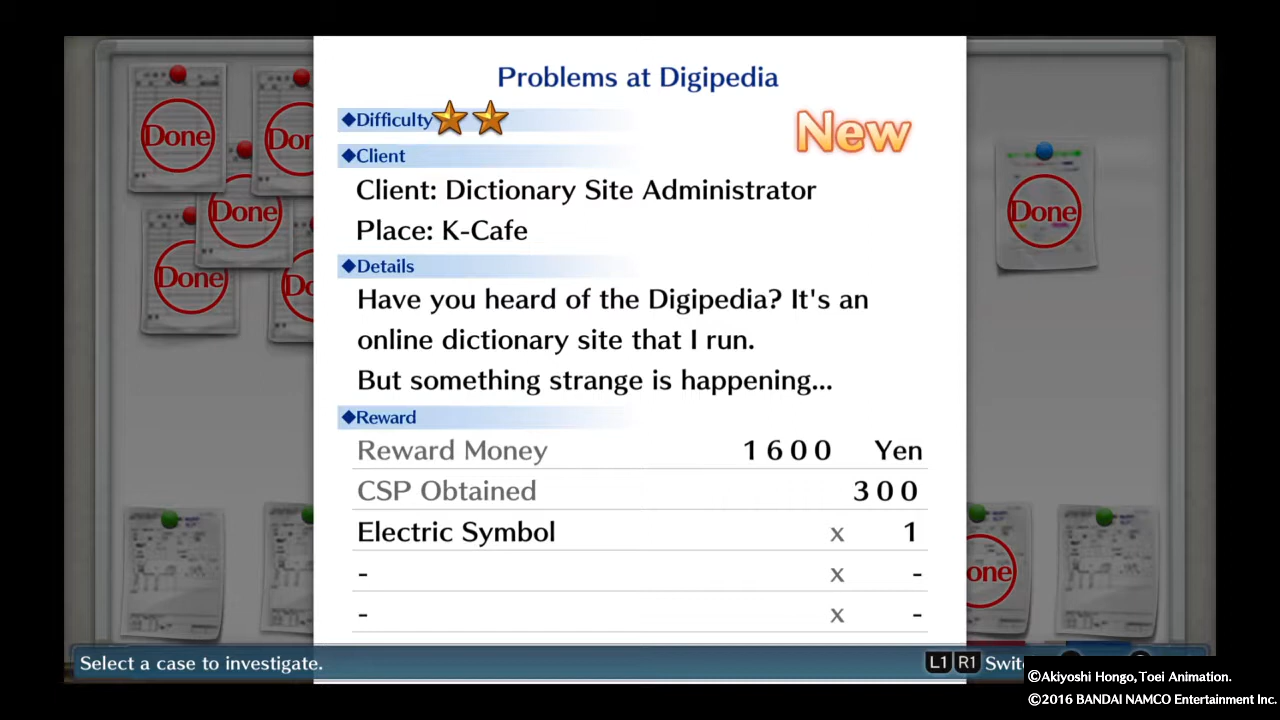 Problems at Digipedia
◆Difficulty
New
◆Client
Client: Dictionary Site Administrator
Place: K-Cafe
◆Details
Have you heard of the Digipedia? It's an
online dictionary site that I run.
But something strange is happening...
◆Reward
Reward Money 1600 Yen
CSP Obtained 300
Electric Symbol x 1
- x -
- x -
Done
Done
Done
Done
Select a case to investigate.
L1 R1
©Akiyoshi Hongo, Toei Animation.
©2016 BANDAI NAMCO Entertainment Inc.